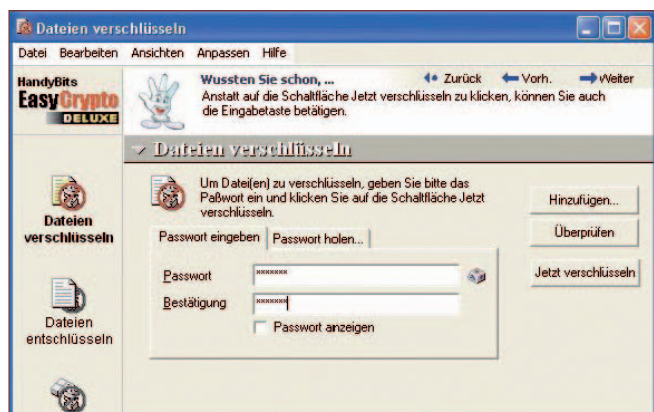 Dateien verschlüsseln
Datei Bearbeiten Ansichten Anpassen Hilfe
HandyBits
EasyCrypto
DELUXE
Wussten Sie schon, ...
Zurück Vorh. Weiter
Anstatt auf die Schaltfläche Jetzt verschlüsseln zu klicken, können Sie auch
die Eingabetaste betätigen.
Dateien verschlüsseln
Dateien
verschlüsseln
Dateien
entschlüsseln
Um Datei(en) zu verschlüsseln, geben Sie bitte das
Paßwort ein und klicken Sie auf die Schaltfläche Jetzt
verschlüsseln.
Passwort eingeben Passwort holen...
Passwort *******
Bestätigung *******
Passwort anzeigen
Hinzufügen...
Überprüfen
Jetzt verschlüsseln